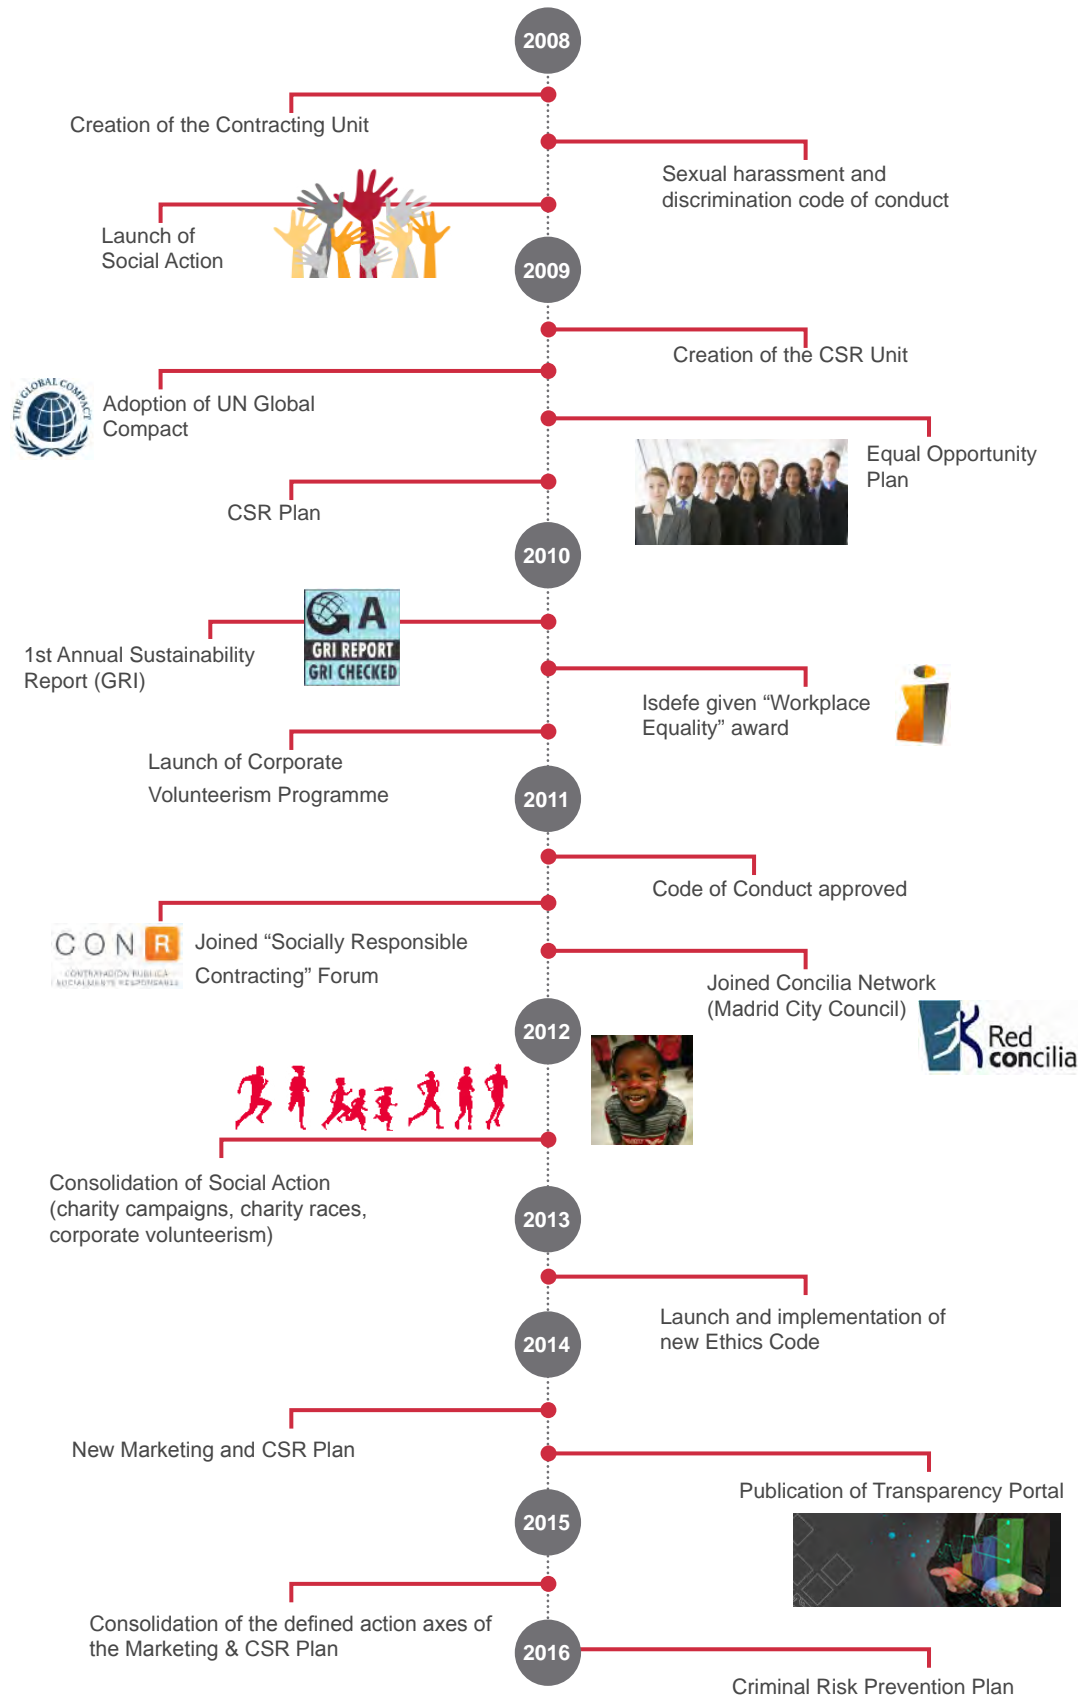 2008
Creation of the Contracting Unit
Sexual harassment and
discrimination code of conduct
Launch of
Social Action
2009
Creation of the CSR Unit
THE GLOBAL COMPACT
Adoption of UN Global
Compact
Equal Opportunity
Plan
CSR Plan
2010
G A
GRI REPORT
GRI CHECKED
1st Annual Sustainability
Report (GRI)
Isdefe given “Workplace
Equality” award
Launch of Corporate
Volunteerism Programme
2011
Code of Conduct approved
CON R
CONTRATACIÓN PÚBLICA
SOCIALMENTE RESPONSABLE
Joined “Socially Responsible
Contracting” Forum
Joined Concilia Network
(Madrid City Council)
Red
concilia
2012
Consolidation of Social Action
(charity campaigns, charity races,
corporate volunteerism)
2013
Launch and implementation of
new Ethics Code
2014
New Marketing and CSR Plan
Publication of Transparency Portal
2015
Consolidation of the defined action axes of
the Marketing & CSR Plan
2016
Criminal Risk Prevention Plan